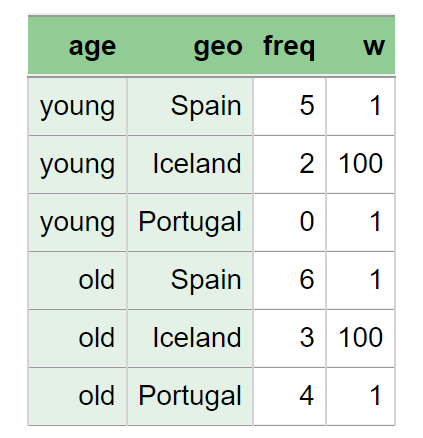 age geo freq w
young Spain 5 1
young Iceland 2 100
young Portugal 0 1
old Spain 6 1
old Iceland 3 100
old Portugal 4 1